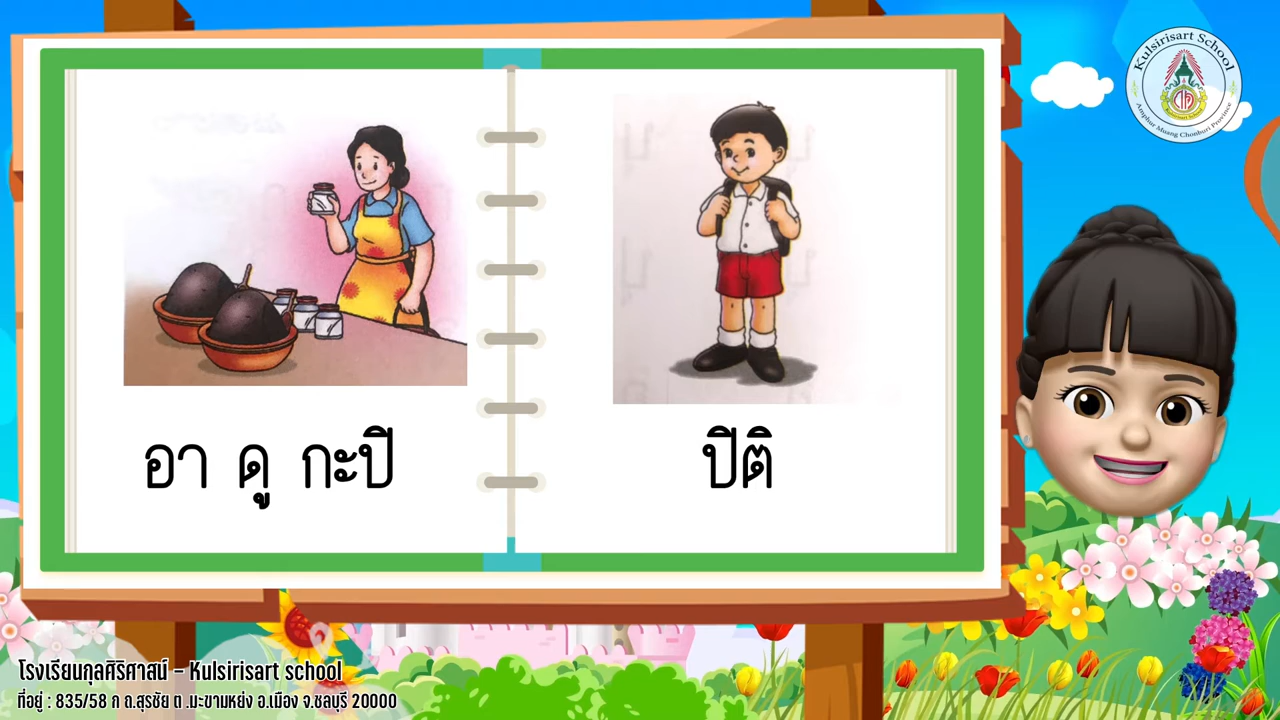 อา ดู กะปิ
ปิติ
Kulsirisart School
Amphur Muang Chonburi Province
โรงเรียนกุลศิริศาสน์ – Kulsirisart school
ที่อยู่ : 835/58 ก ถ.สุรชัย ต.มะขามหย่ง อ.เมือง จ.ชลบุรี 20000